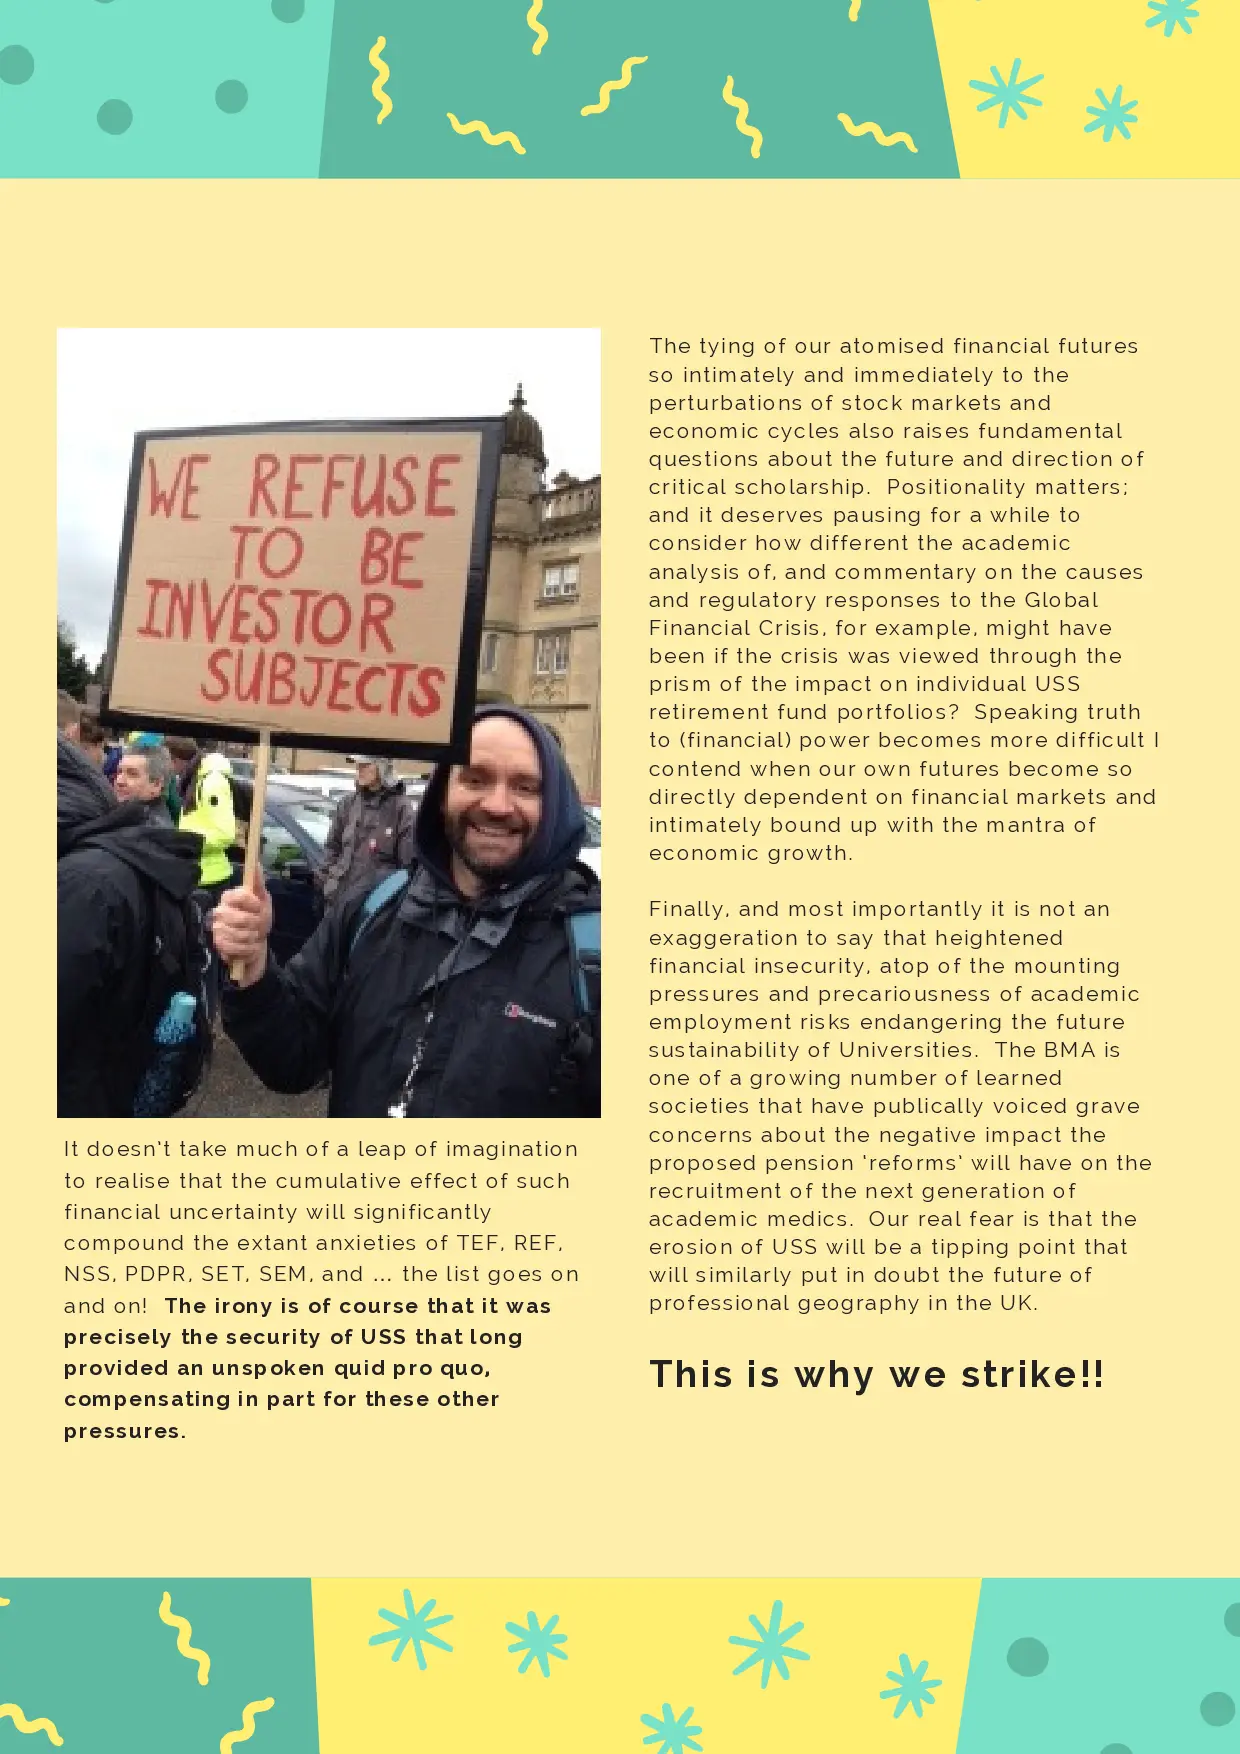 WE REFUSE
TO BE
INVESTOR
SUBJECTS
berghaus
It doesn't take much of a leap of imagination
to realise that the cumulative effect of such
financial uncertainty will significantly
compound the extant anxieties of TEF, REF,
NSS, PDPR, SET, SEM, and ... the list goes on
and on!  The irony is of course that it was
precisely the security of USS that long
provided an unspoken quid pro quo,
compensating in part for these other
pressures.
The tying of our atomised financial futures
so intimately and immediately to the
perturbations of stock markets and
economic cycles also raises fundamental
questions about the future and direction of
critical scholarship.  Positionality matters;
and it deserves pausing for a while to
consider how different the academic
analysis of, and commentary on the causes
and regulatory responses to the Global
Financial Crisis, for example, might have
been if the crisis was viewed through the
prism of the impact on individual USS
retirement fund portfolios?  Speaking truth
to (financial) power becomes more difficult I
contend when our own futures become so
directly dependent on financial markets and
intimately bound up with the mantra of
economic growth.
Finally, and most importantly it is not an
exaggeration to say that heightened
financial insecurity, atop of the mounting
pressures and precariousness of academic
employment risks endangering the future
sustainability of Universities.  The BMA is
one of a growing number of learned
societies that have publically voiced grave
concerns about the negative impact the
proposed pension 'reforms' will have on the
recruitment of the next generation of
academic medics.  Our real fear is that the
erosion of USS will be a tipping point that
will similarly put in doubt the future of
professional geography in the UK.
This is why we strike!!